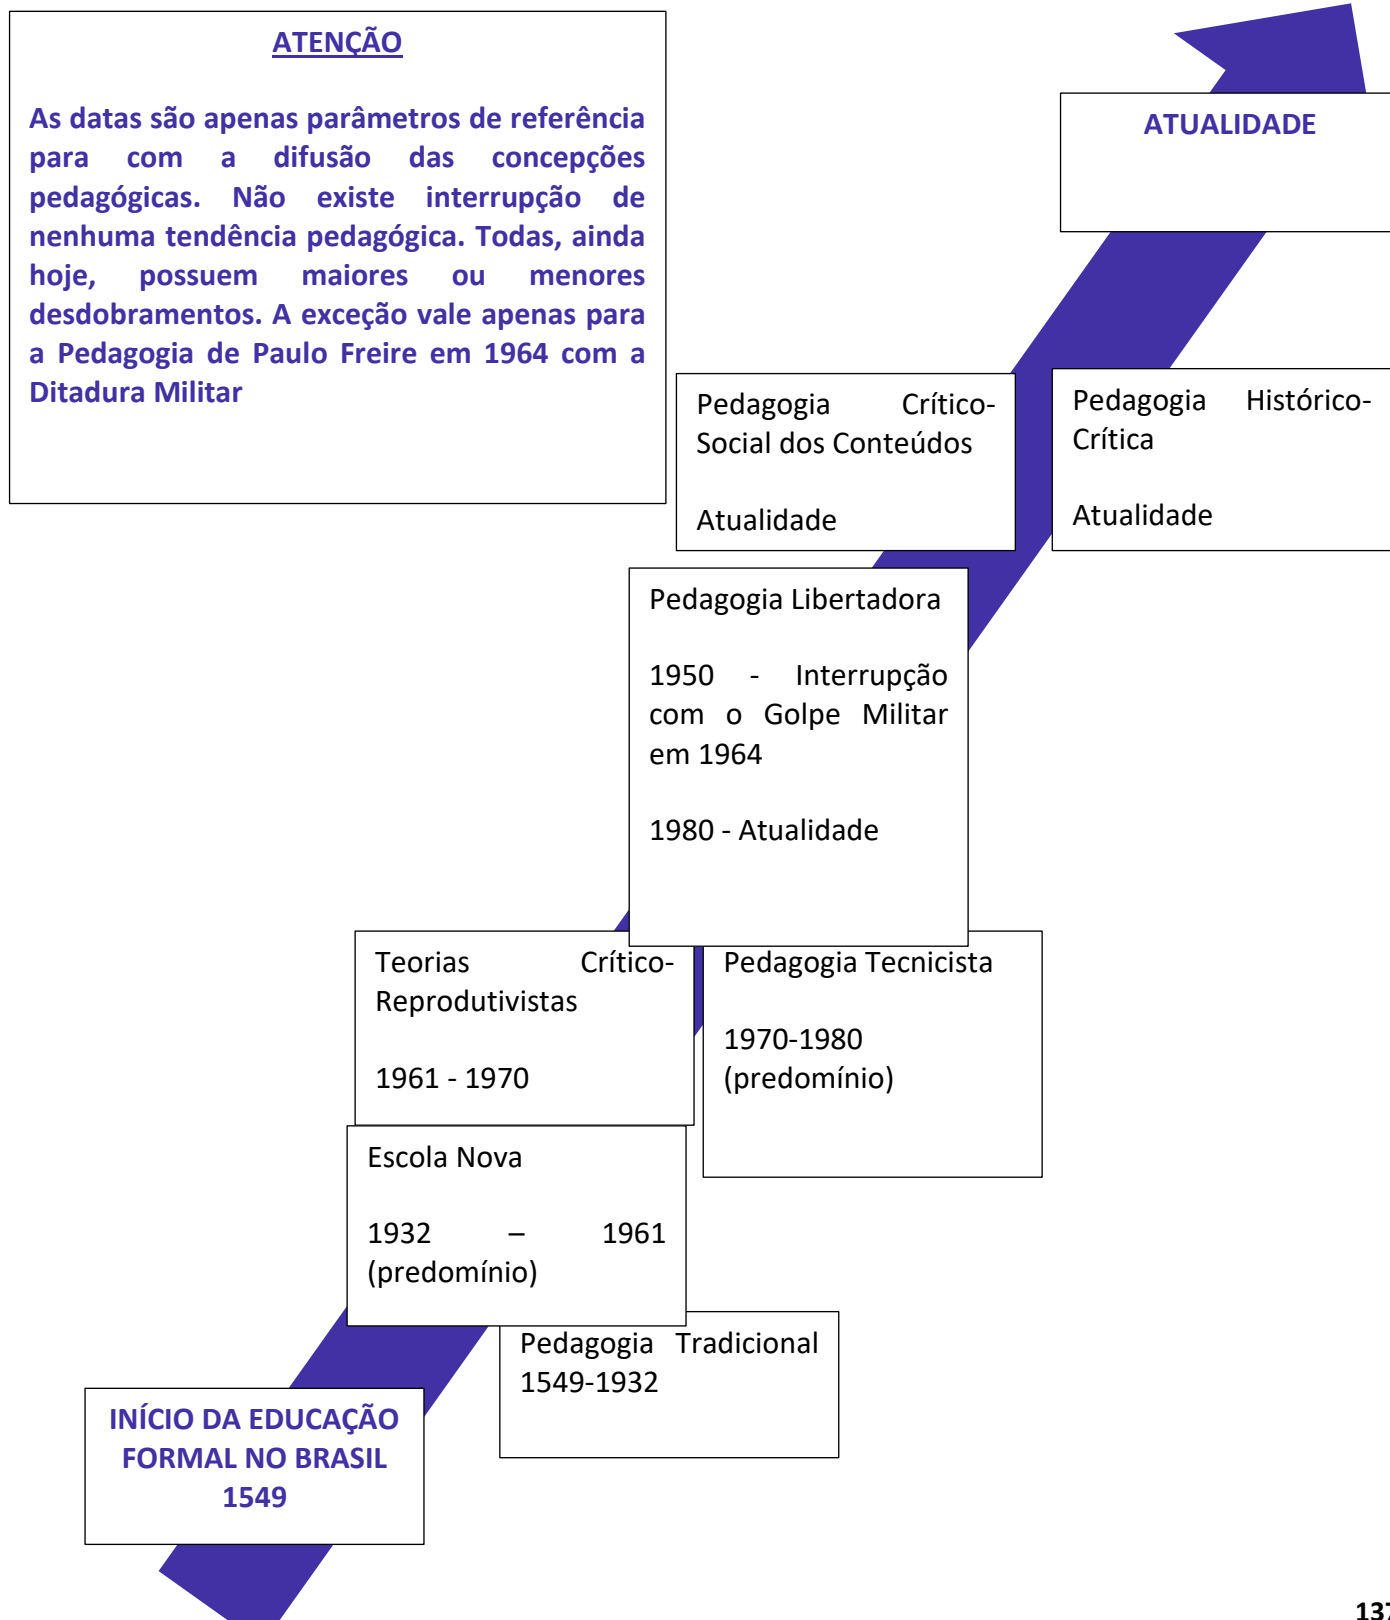 ATENÇÃO
As datas são apenas parâmetros de referência
para com a difusão das concepções
pedagógicas. Não existe interrupção de
nenhuma tendência pedagógica. Todas, ainda
hoje, possuem maiores ou menores
desdobramentos. A exceção vale apenas para
a Pedagogia de Paulo Freire em 1964 com a
Ditadura Militar
ATUALIDADE
Pedagogia Crítico-
Social dos Conteúdos
Atualidade
Pedagogia Histórico-
Crítica
Atualidade
Pedagogia Libertadora
1950 - Interrupção
com o Golpe Militar
em 1964
1980 - Atualidade
Teorias Crítico-
Reprodutivistas
1961 - 1970
Pedagogia Tecnicista
1970-1980
(predomínio)
Escola Nova
1932 – 1961
(predomínio)
Pedagogia Tradicional
1549-1932
INÍCIO DA EDUCAÇÃO
FORMAL NO BRASIL
1549
137